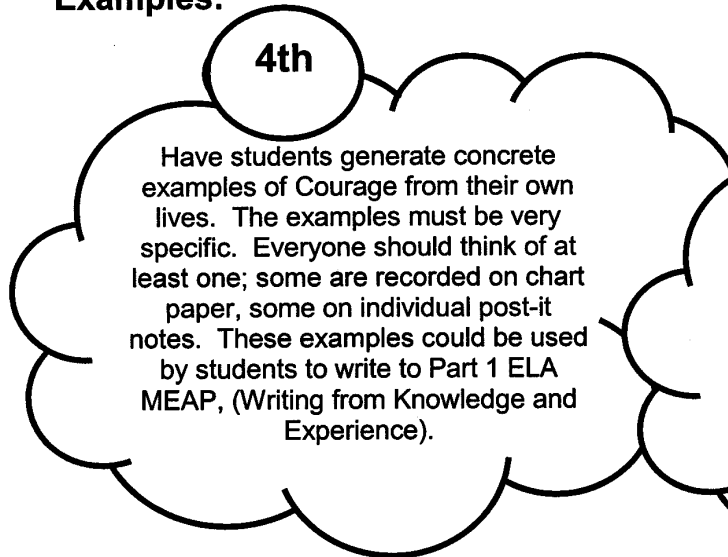 Examples:
4th
Have students generate concrete
examples of Courage from their own
lives. The examples must be very
specific. Everyone should think of at
least one; some are recorded on chart
paper, some on individual post-it
notes. These examples could be used
by students to write to Part 1 ELA
MEAP, (Writing from Knowledge and
Experience).